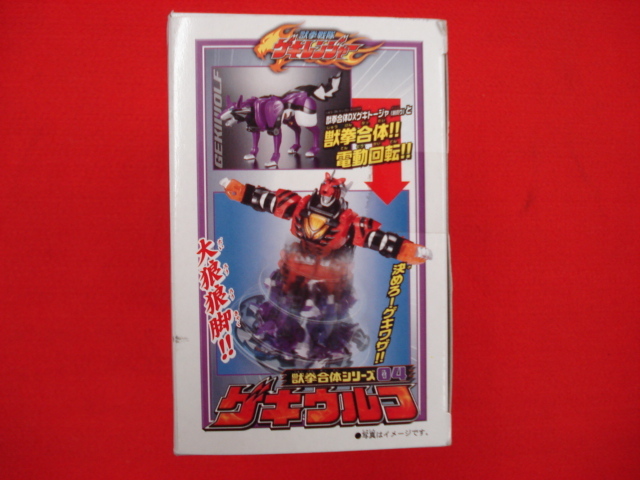 獣拳戦隊
ゲキレンジャー
GEKIWOLF
獣拳合体DXゲキトージャ(別売り)と
獣拳合体!!
電動回転!!
大狼狼脚!!
決めろーゲキワザ!!
獣拳合体シリーズ04
ゲキウルフ
●写真はイメージです。